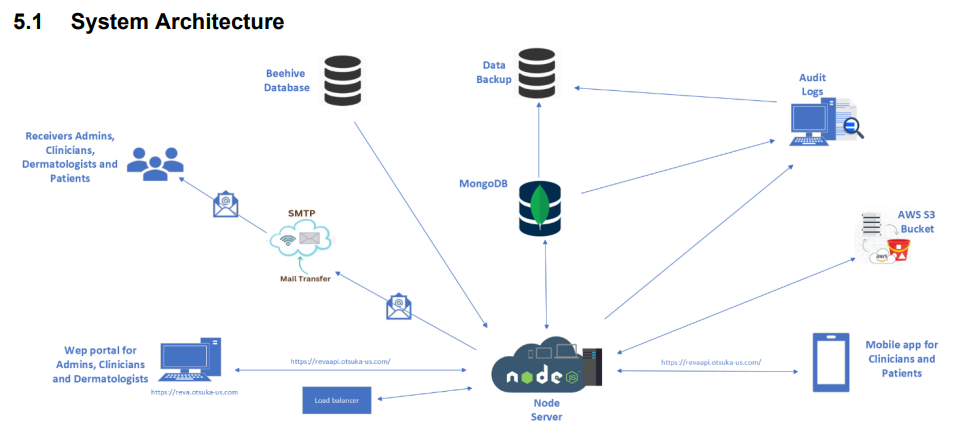 5.1 System Architecture
Beehive
Database
Data
Backup
Audit
Logs
Receivers Admins,
Clinicians,
Dermatologists and
Patients
MongoDB
SMTP
Mail Transfer
AWS S3
Bucket
aws
Wep portal for
Admins, Clinicians
and Dermatologists
https://reva.otsuka-us.com
https://revaapi.otsuka-us.com/
Load balancer
node
JS
Node
Server
https://revaapi.otsuka-us.com/
Mobile app for
Clinicians and
Patients